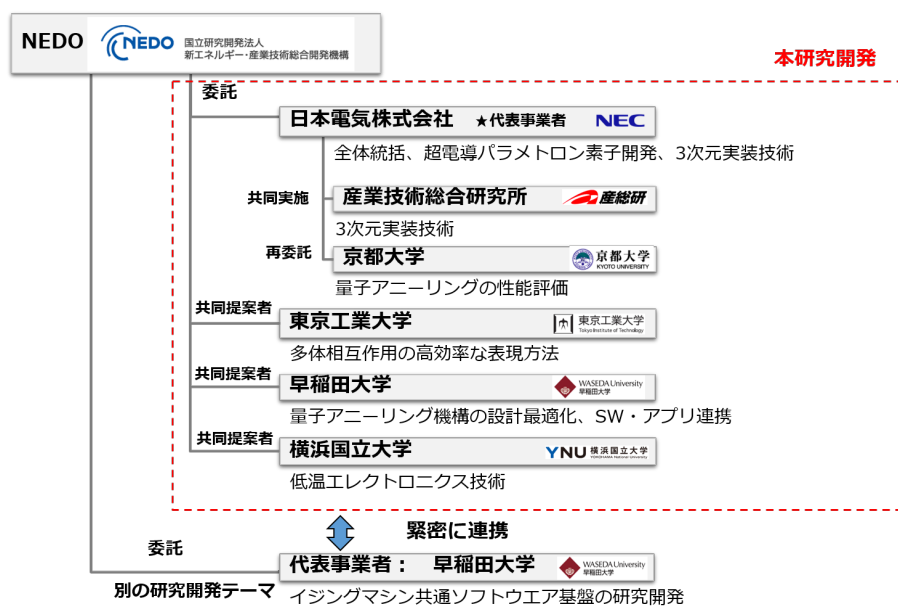 NEDO
NEDO
国立研究開発法人
新エネルギー・産業技術総合開発機構
本研究開発
委託
日本電気株式会社 ★代表事業者 NEC
全体統括、超電導パラメトロン素子開発、3次元実装技術
共同実施
産業技術総合研究所 産総研
3次元実装技術
再委託
京都大学 京都大学
KYOTO UNIVERSITY
量子アニーリングの性能評価
共同提案者
東京工業大学 東京工業大学
Tokyo Institute of Technology
多体相互作用の高効率な表現方法
共同提案者
早稲田大学 WASEDA University
早稲田大学
量子アニーリング機構の設計最適化、SW・アプリ連携
共同提案者
横浜国立大学 YNU 横浜国立大学
YOKOHAMA National University
低温エレクトロニクス技術
緊密に連携
委託
代表事業者： 早稲田大学 WASEDA University
早稲田大学
別の研究開発テーマ
イジングマシン共通ソフトウエア基盤の研究開発